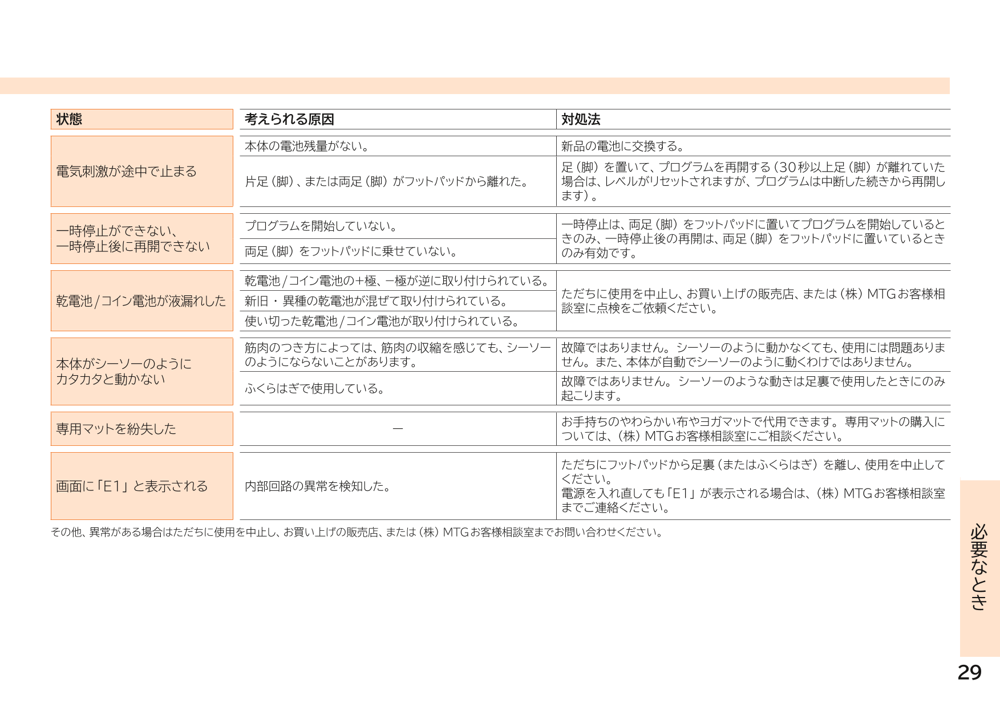 状態
考えられる原因
対処法
電気刺激が途中で止まる
本体の電池残量がない。
新品の電池に交換する。
片足（脚）、または両足（脚）がフットパッドから離れた。
足（脚）を置いて、プログラムを再開する（30秒以上足（脚）が離れていた
場合は、レベルがリセットされますが、プログラムは中断した続きから再開し
ます）。
一時停止ができない、
一時停止後に再開できない
プログラムを開始していない。
両足（脚）をフットパッドに乗せていない。
一時停止は、両足（脚）をフットパッドに置いてプログラムを開始していると
きのみ、一時停止後の再開は、両足（脚）をフットパッドに置いているとき
のみ有効です。
乾電池/コイン電池が液漏れした
乾電池/コイン電池の＋極、－極が逆に取り付けられている。
新旧・異種の乾電池が混ぜて取り付けられている。
使い切った乾電池/コイン電池が取り付けられている。
ただちに使用を中止し、お買い上げの販売店、または（株）MTGお客様相
談室に点検をご依頼ください。
本体がシーソーのように
カタカタと動かない
筋肉のつき方によっては、筋肉の収縮を感じても、シーソー
のようにならないことがあります。
故障ではありません。シーソーのように動かなくても、使用には問題ありま
せん。また、本体が自動でシーソーのように動くわけではありません。
ふくらはぎで使用している。
故障ではありません。シーソーのような動きは足裏で使用したときにのみ
起こります。
専用マットを紛失した
－
お手持ちのやわらかい布やヨガマットで代用できます。専用マットの購入に
ついては、（株）MTGお客様相談室にご相談ください。
画面に「E1」と表示される
内部回路の異常を検知した。
ただちにフットパッドから足裏（またはふくらはぎ）を離し、使用を中止して
ください。
電源を入れ直しても「E1」が表示される場合は、（株）MTGお客様相談室
までご連絡ください。
その他、異常がある場合はただちに使用を中止し、お買い上げの販売店、または（株）MTGお客様相談室までお問い合わせください。
必要なとき
29